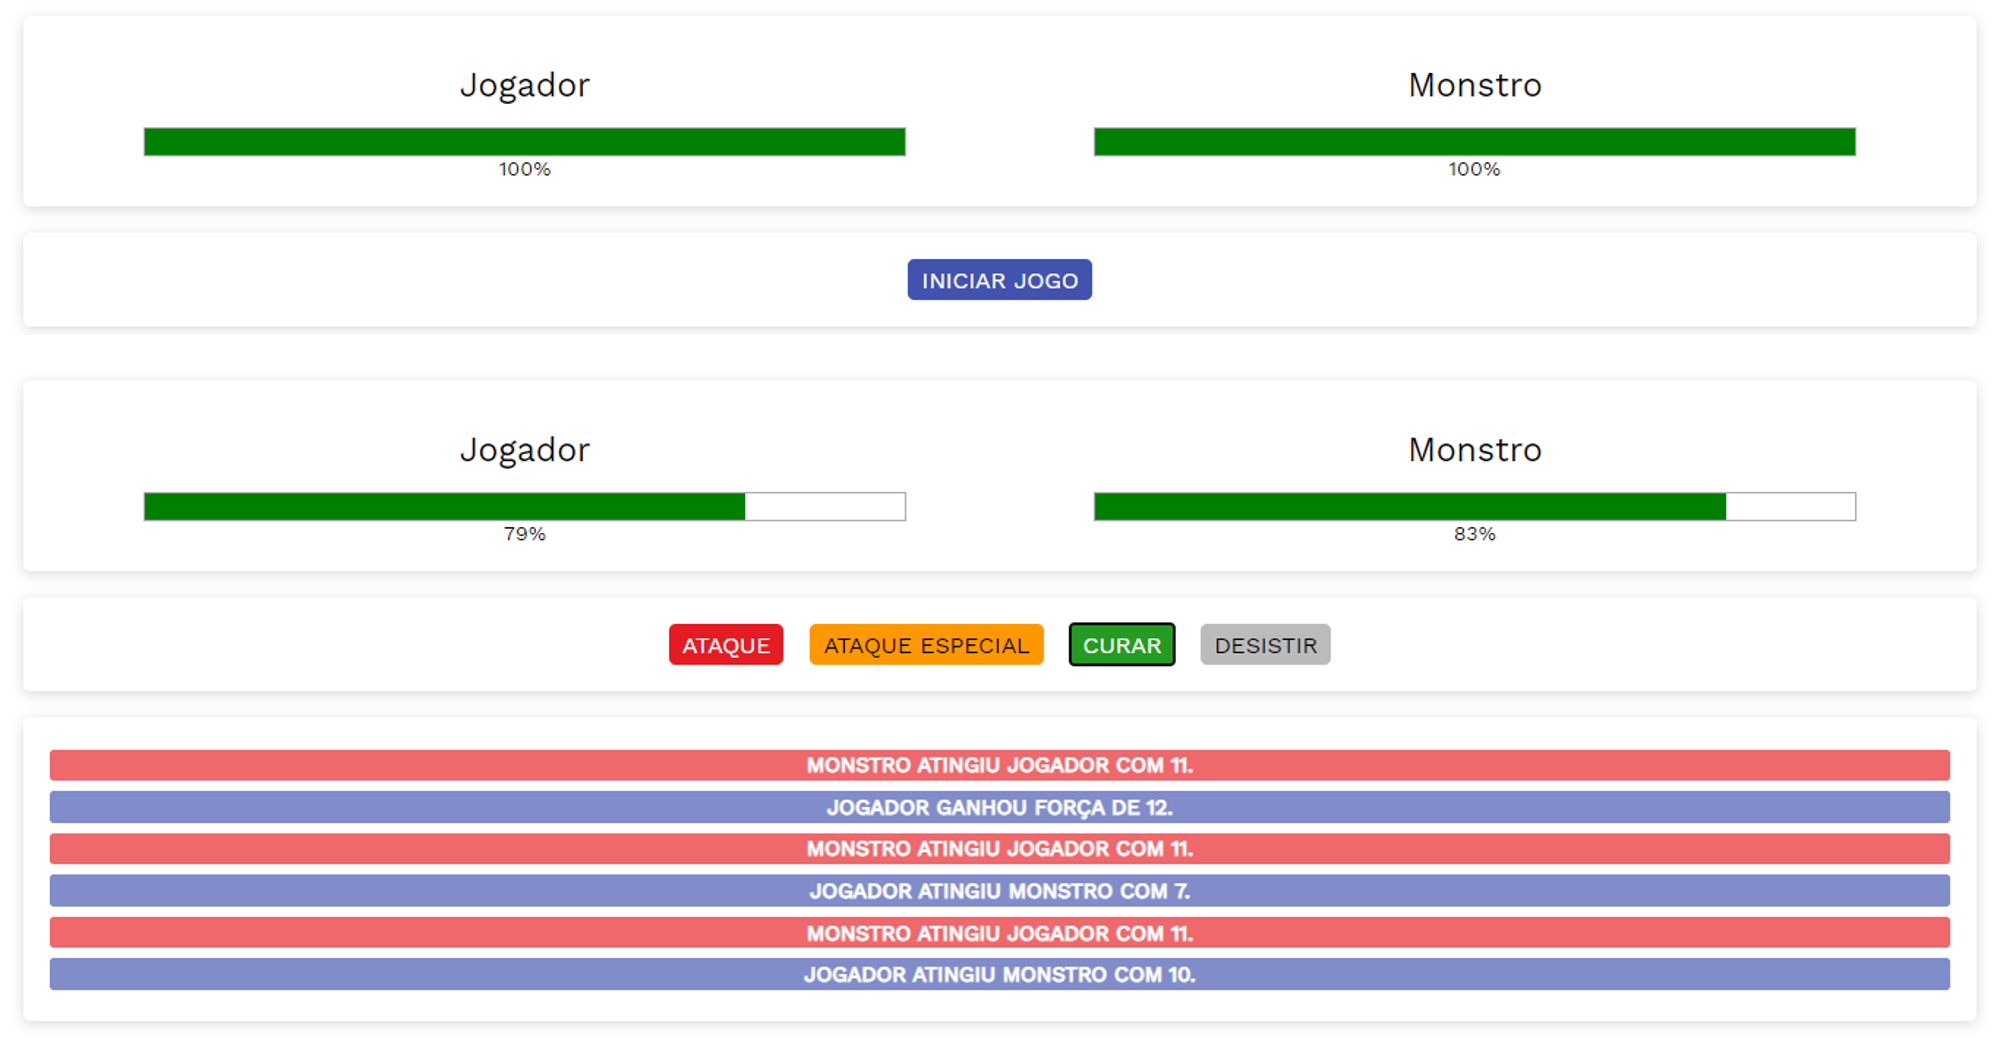 Jogador
Monstro
100%
100%
INICIAR JOGO
Jogador
Monstro
79%
83%
ATAQUE
ATAQUE ESPECIAL
CURAR
DESISTIR
MONSTRO ATINGIU JOGADOR COM 11.
JOGADOR GANHOU FORÇA DE 12.
MONSTRO ATINGIU JOGADOR COM 11.
JOGADOR ATINGIU MONSTRO COM 7.
MONSTRO ATINGIU JOGADOR COM 11.
JOGADOR ATINGIU MONSTRO COM 10.